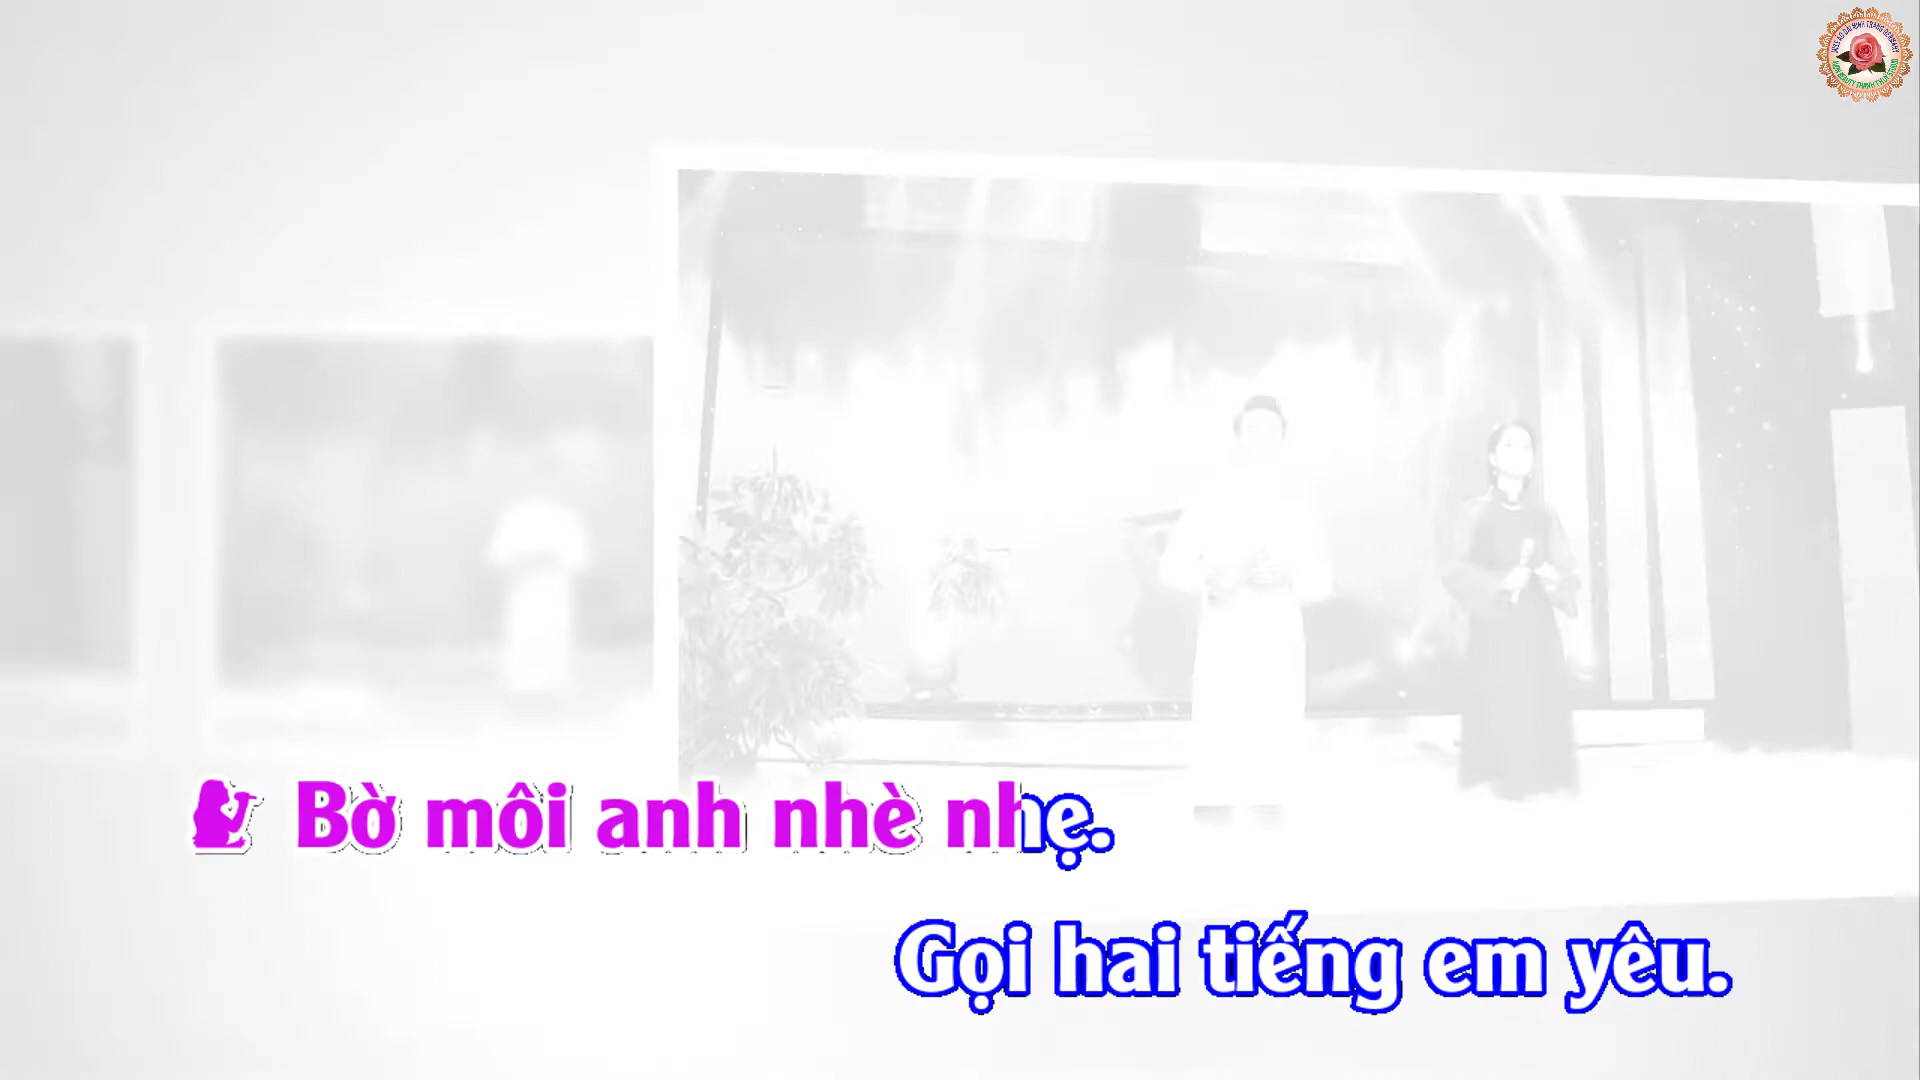 Bờ môi anh nhè nhẹ.
Gọi hai tiếng em yêu.